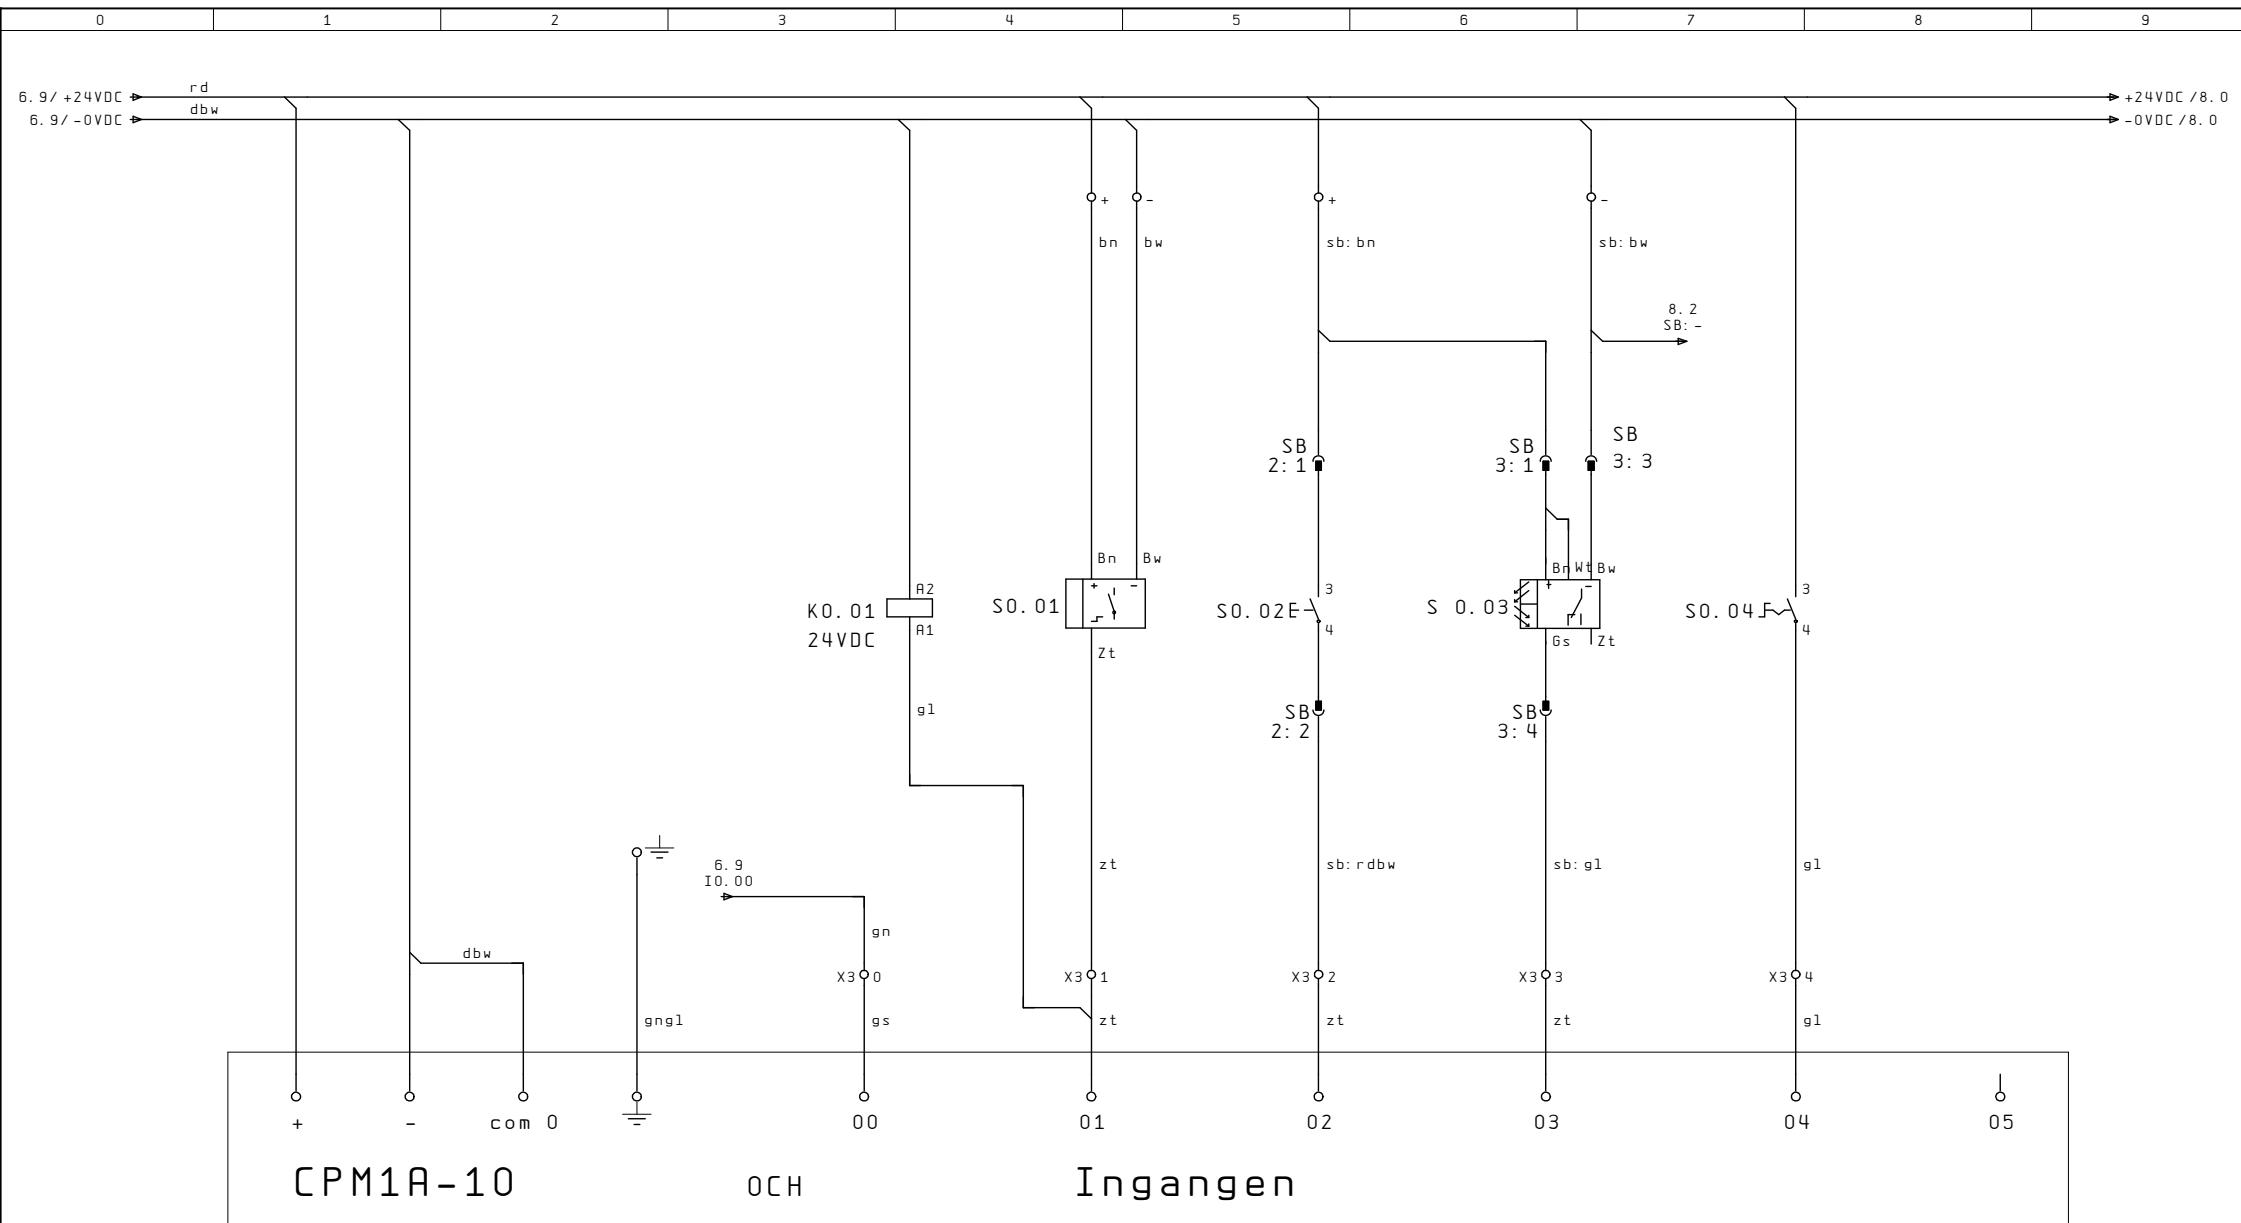 0 1 2 3 4 5 6 7 8 9
rd
6.9/+24VDC +24VDC/8.0
dbw
6.9/-0VDC -0VDC/8.0
+ - + -
bn bw sb:bn sb:bw
8.2
SB:-
SB SB SB
2:1 3:1 3:3
Bn Bw Bn Wt Bw
A2 + - 3 + - 3
K0.01 S0.01 S0.02 S 0.03 S0.04
24VDC A1 4 4
Zt Gs Zt
gl
SB SB
2:2 3:4
6.9 zt sb:rdbw sb:gl gl
I0.00
gn
dbw
X3 0 X3 1 X3 2 X3 3 X3 4
gngl gs zt zt zt gl
+ - com 0 00 01 02 03 04 05
CPM1A-10 0CH Ingangen